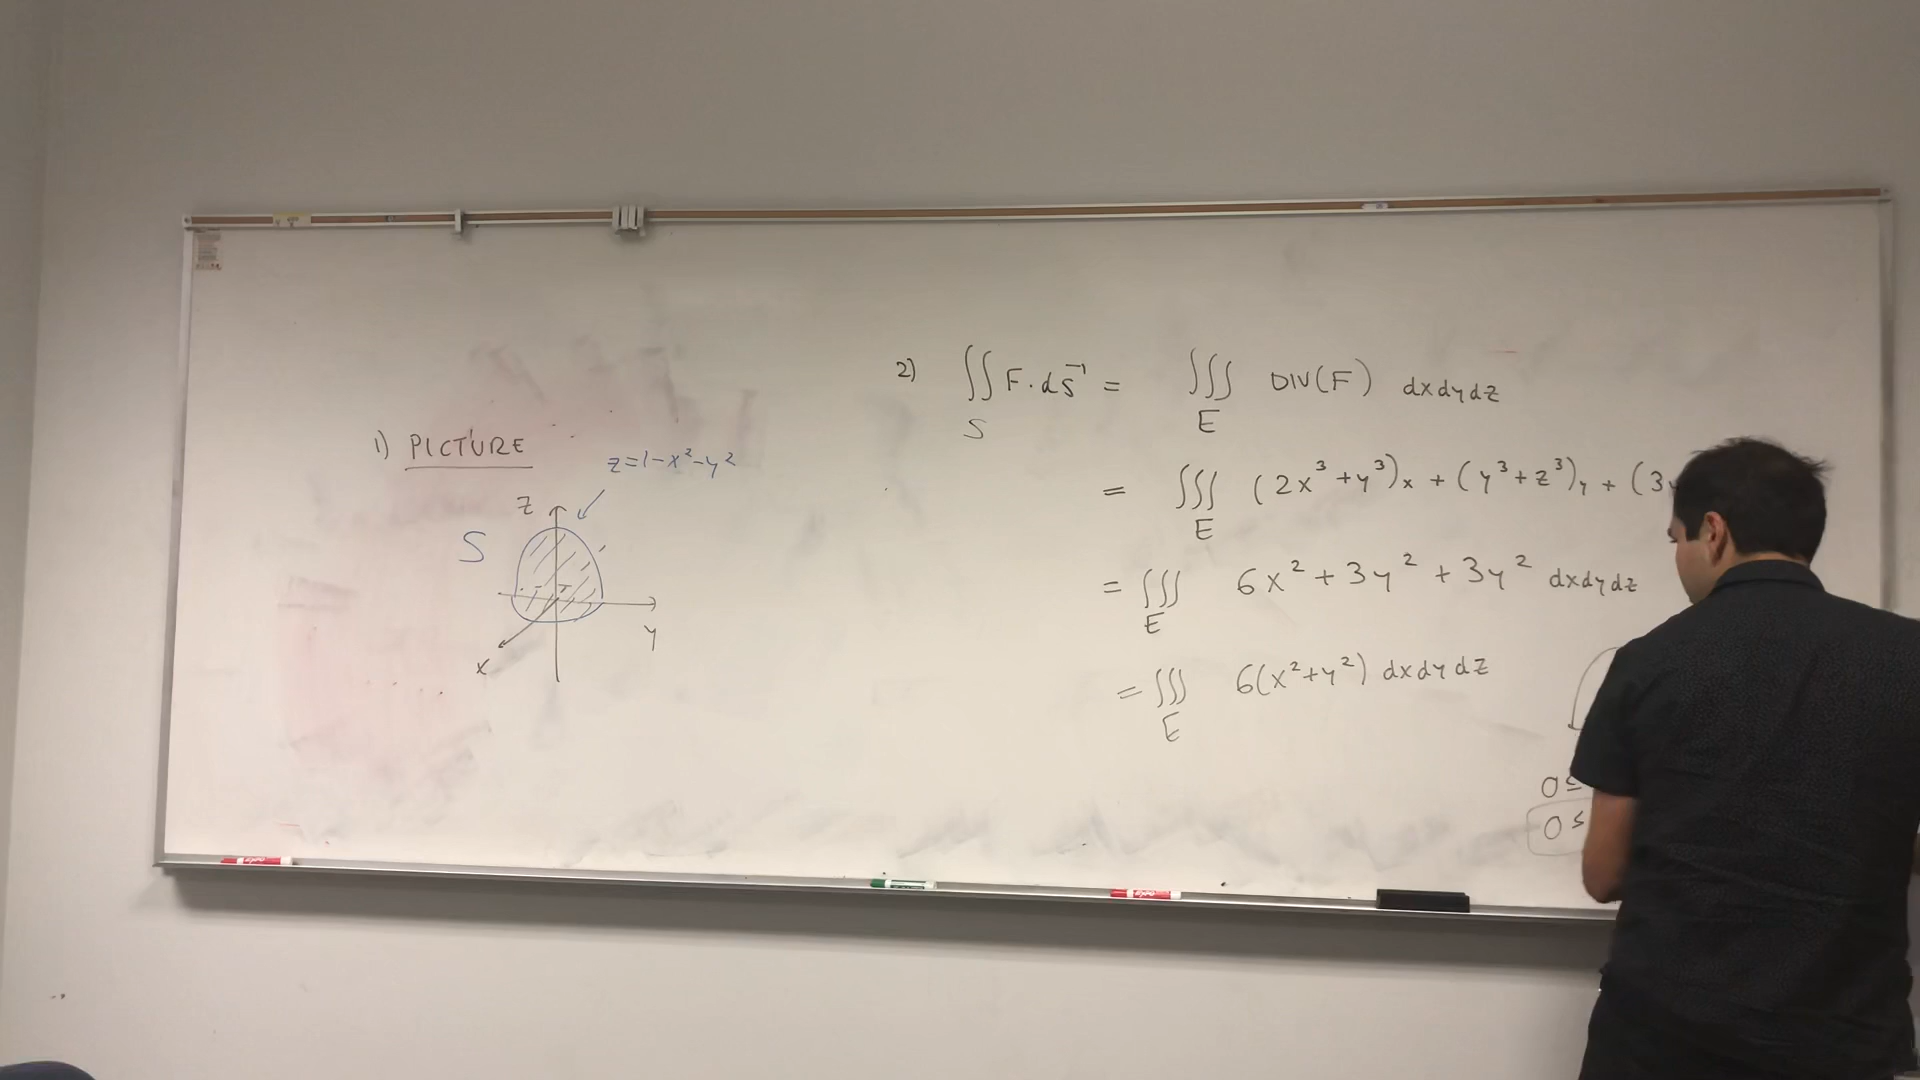 1) PICTURE
z=1-x²-y²
z
S
y
x
2) ∬ F·dS⃗ = ∭ DIV(F) dxdydz
S E
= ∭ (2x³+y³)ₓ + (y³+z³)ᵧ + (3y
E
= ∭ 6x²+3y²+3y² dxdydz
E
= ∭ 6(x²+y²) dxdydz
E
0≤
0≤